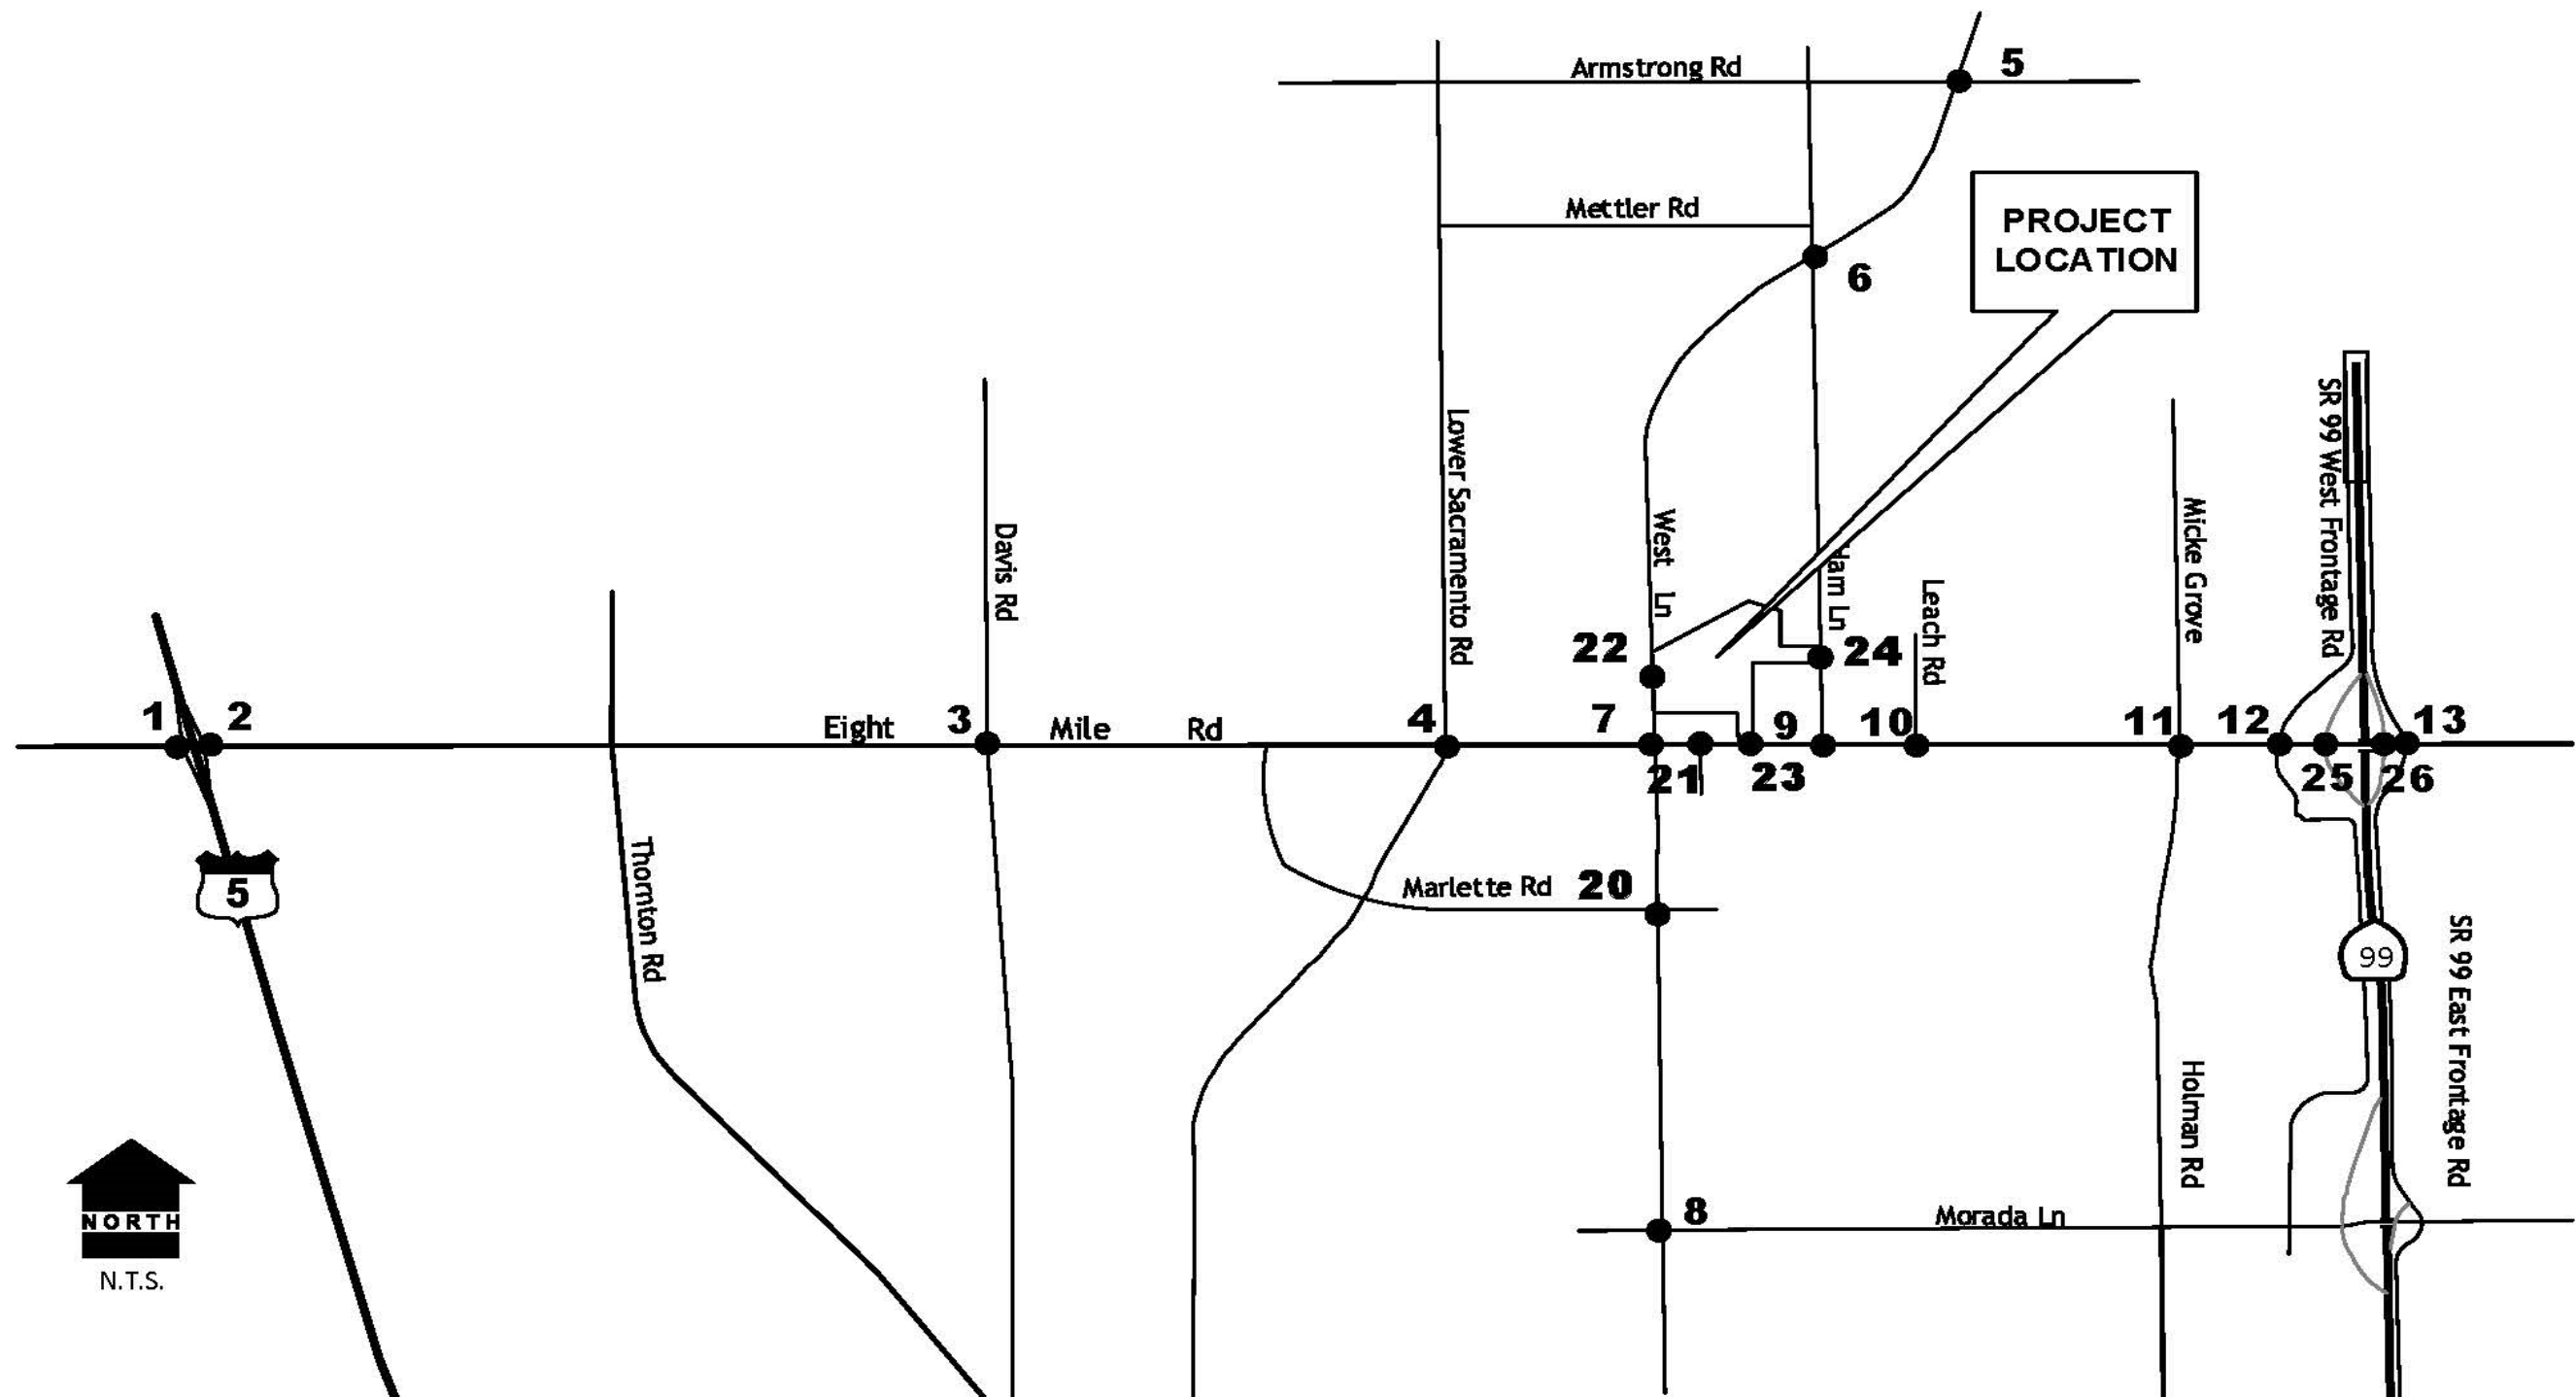 Armstrong Rd
5
Mettler Rd
6
PROJECT
LOCATION
SR 99 West Frontage Rd
Lower Sacramento Rd
Micke Grove
West Ln
Davis Rd
Ham Ln
Leach Rd
22
24
1
2
Eight
3
Mile
Rd
4
7
9
10
11
12
13
21
23
25
26
Thornton Rd
5
Marlette Rd
20
99
SR 99 East Frontage Rd
Holman Rd
8
Morada Ln
NORTH
N.T.S.